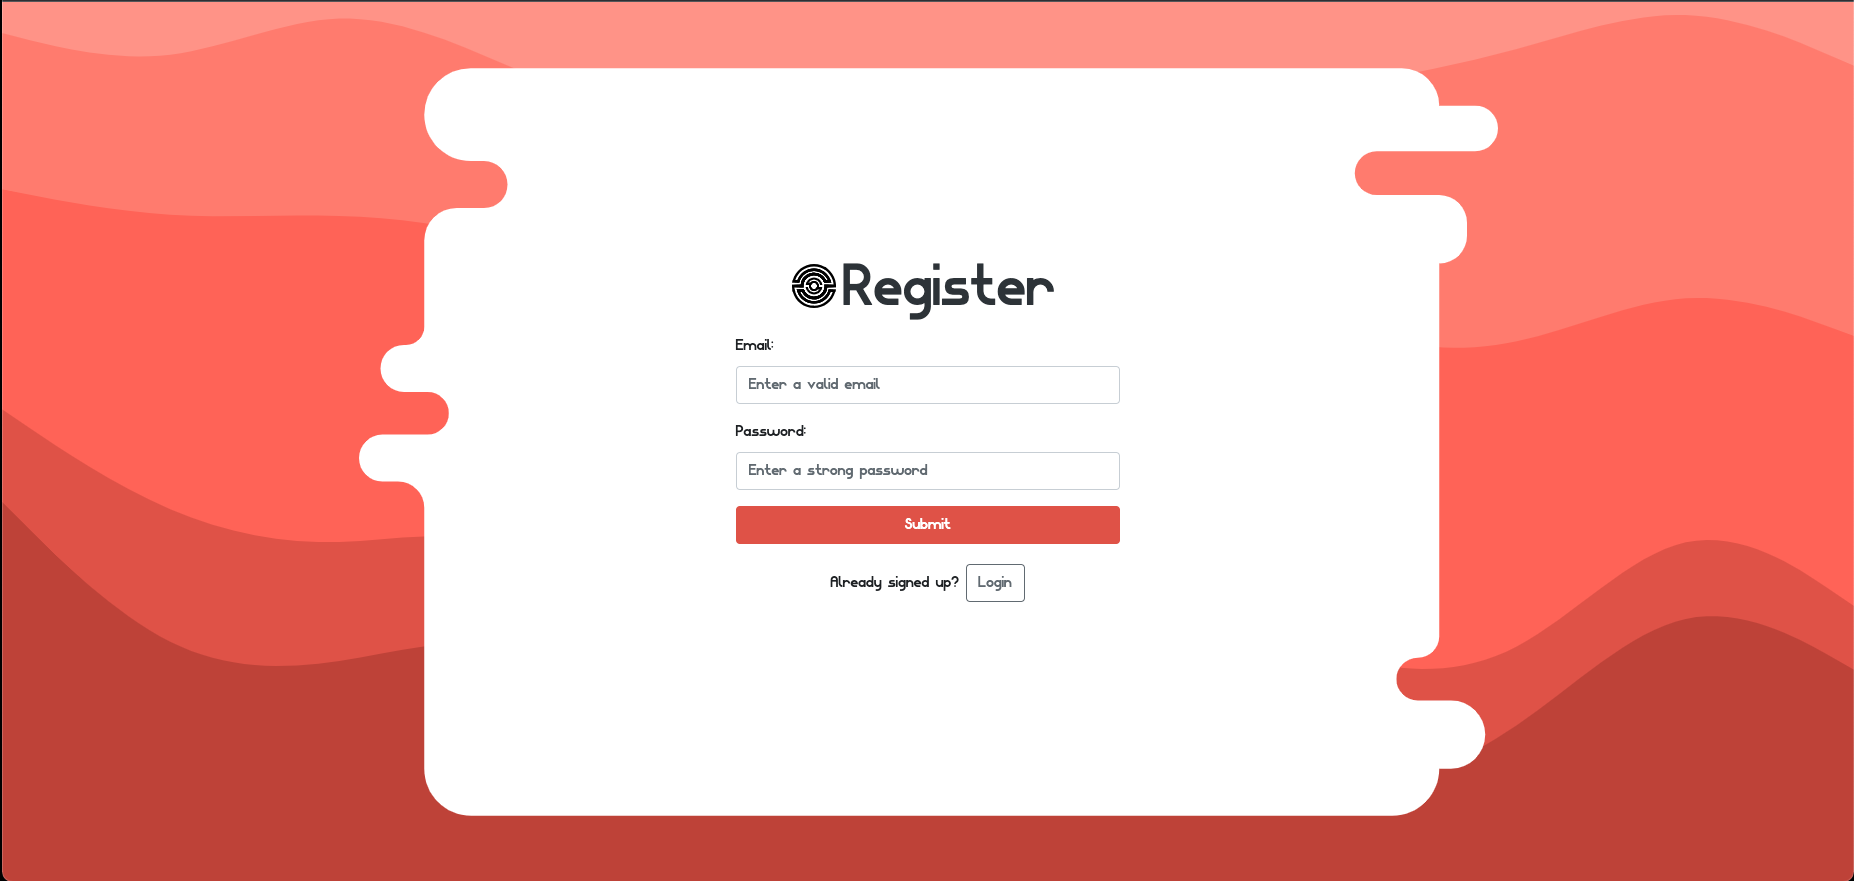 Register
Email:
Enter a valid email
Password:
Enter a strong password
Submit
Already signed up? Login